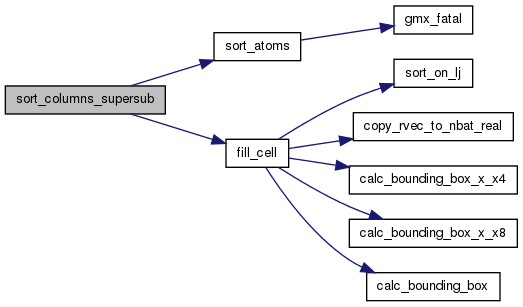 gmx_fatal
sort_atoms
sort_on_lj
sort_columns_supersub
copy_rvec_to_nbat_real
fill_cell
calc_bounding_box_x_x4
calc_bounding_box_x_x8
calc_bounding_box